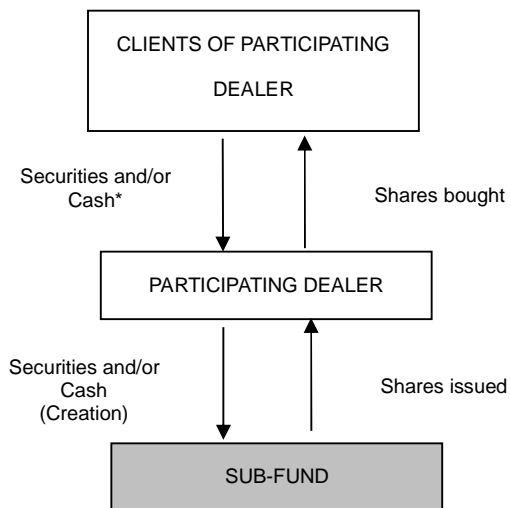 CLIENTS OF PARTICIPATING
DEALER
Securities and/or
Cash*
Shares bought
PARTICIPATING DEALER
Securities and/or
Cash
(Creation)
Shares issued
SUB-FUND